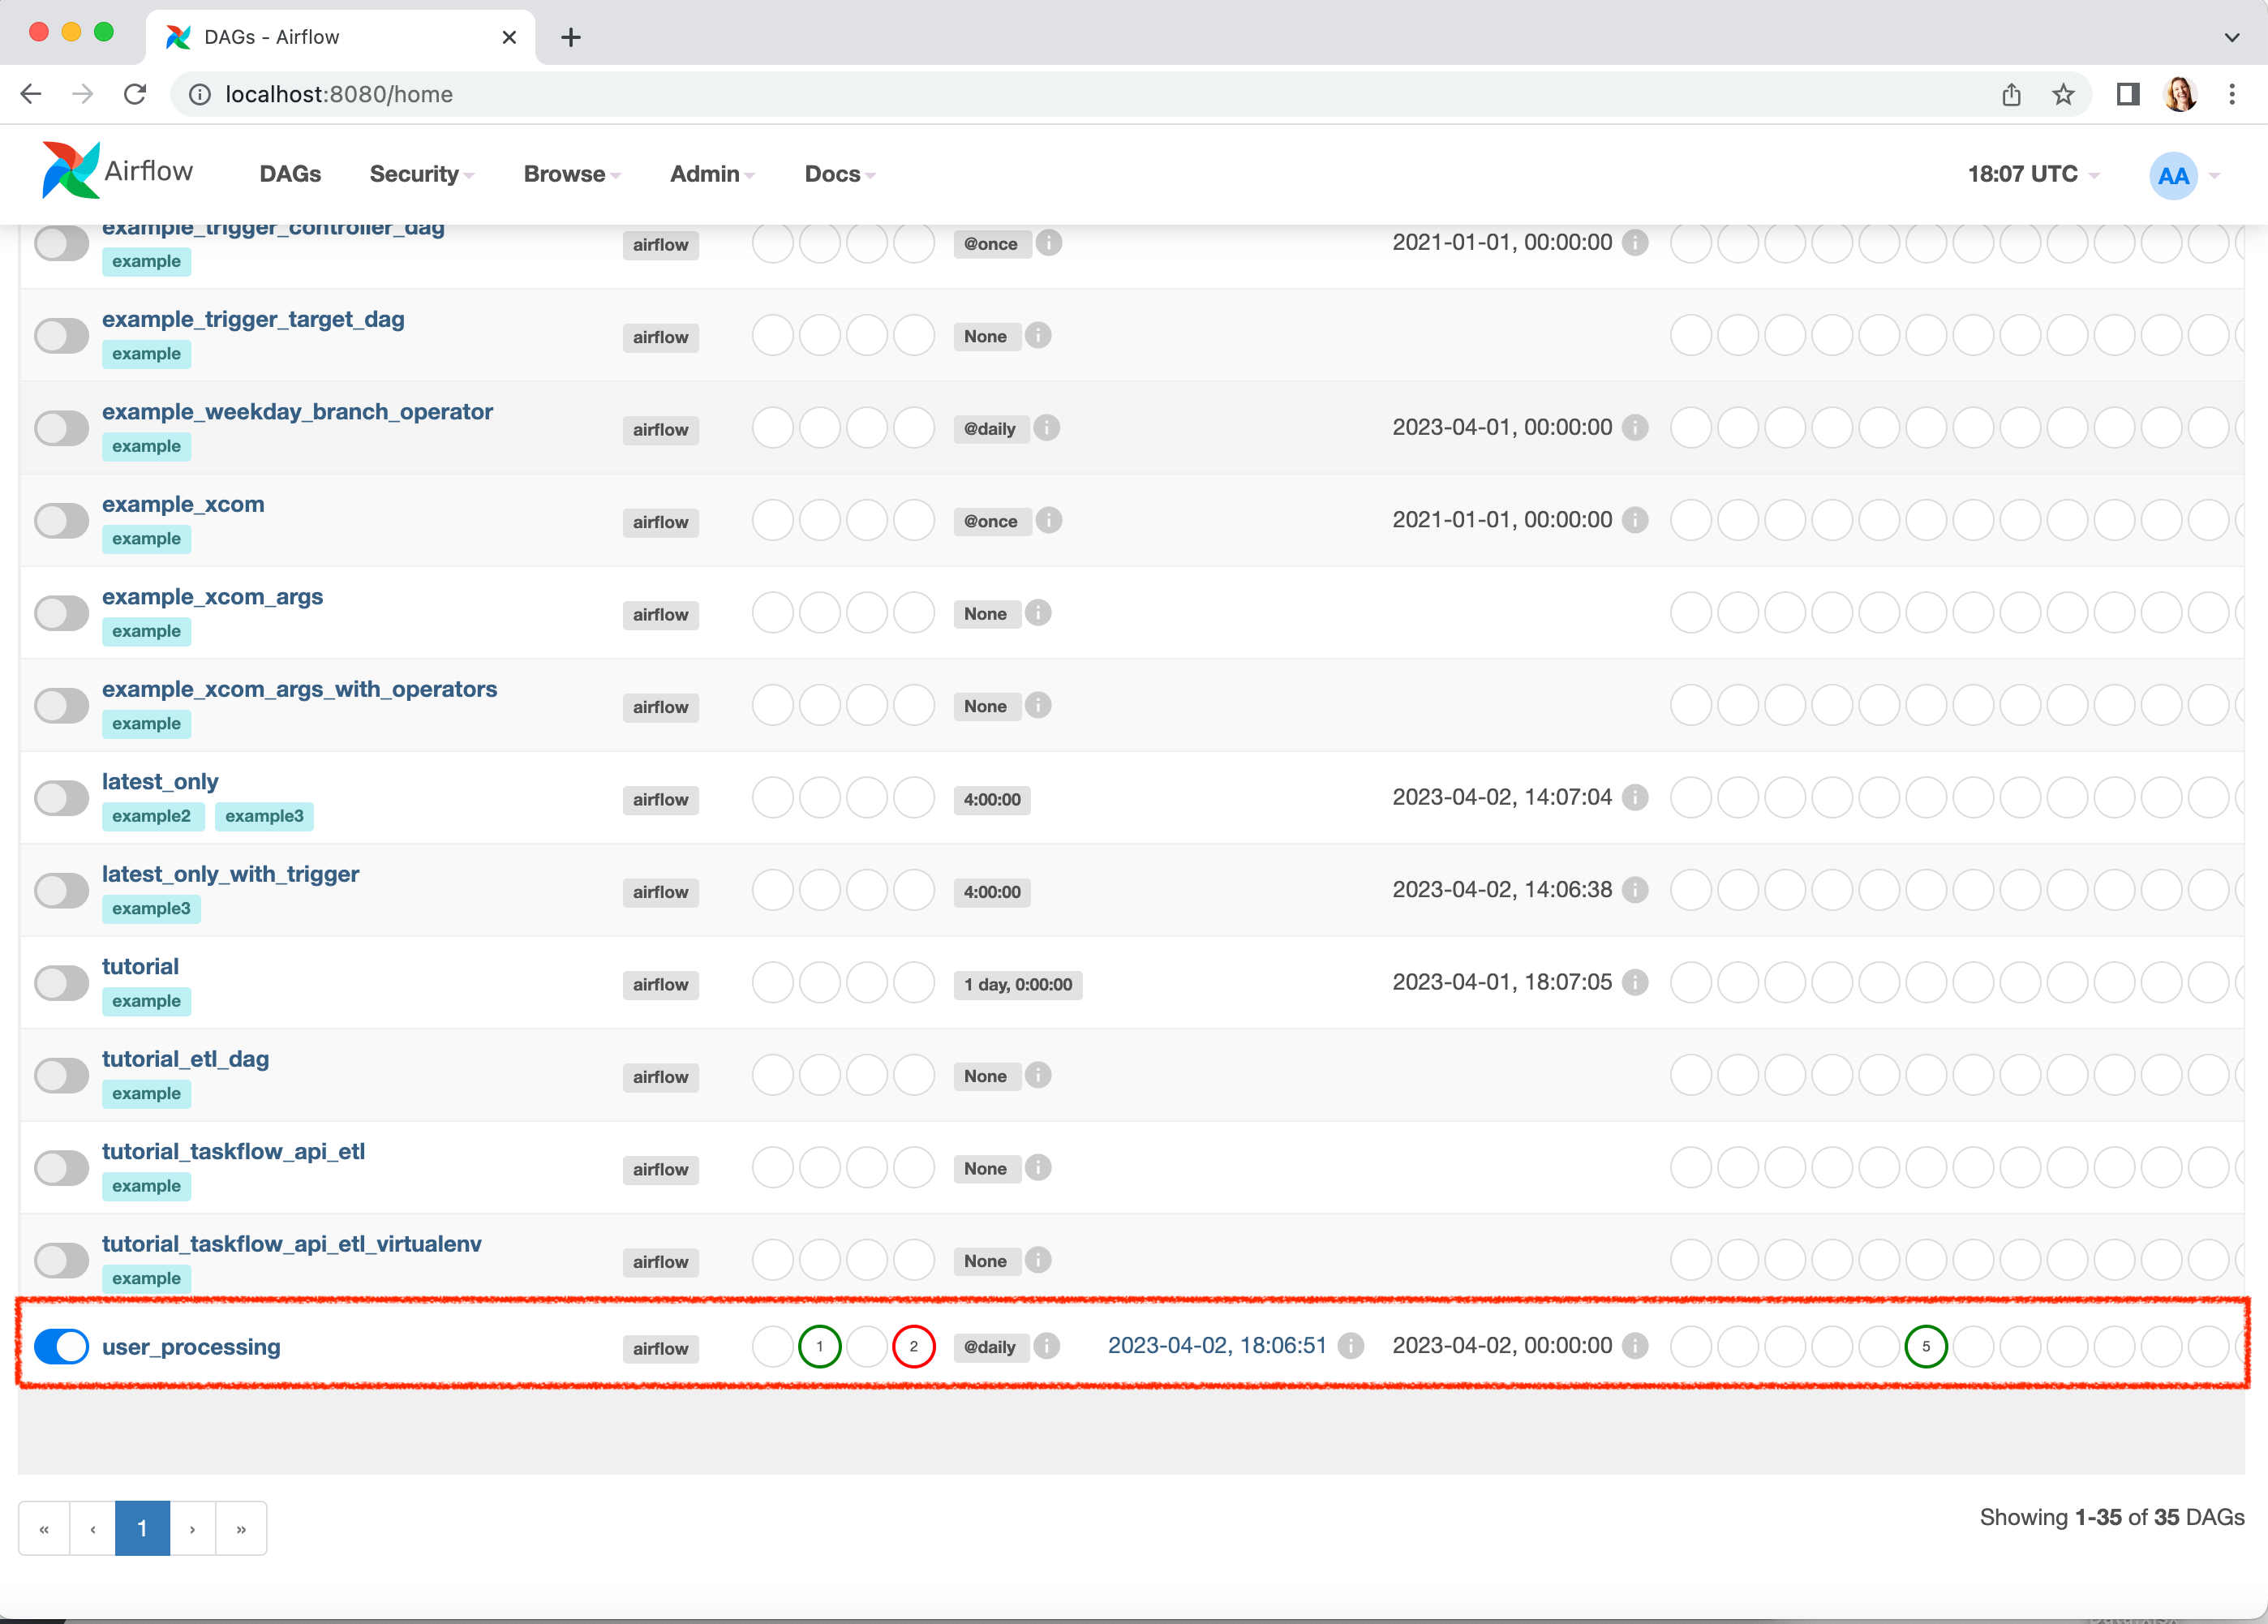 DAGs - Airflow
localhost:8080/home
Airflow DAGs Security Browse Admin Docs 18:07 UTC AA
example_trigger_controller_dag
example airflow @once 2021-01-01, 00:00:00
example_trigger_target_dag
example airflow None
example_weekday_branch_operator
example airflow @daily 2023-04-01, 00:00:00
example_xcom
example airflow @once 2021-01-01, 00:00:00
example_xcom_args
example airflow None
example_xcom_args_with_operators
example airflow None
latest_only
example2 example3 airflow 4:00:00 2023-04-02, 14:07:04
latest_only_with_trigger
example3 airflow 4:00:00 2023-04-02, 14:06:38
tutorial
example airflow 1 day, 0:00:00 2023-04-01, 18:07:05
tutorial_etl_dag
example airflow None
tutorial_taskflow_api_etl
example airflow None
tutorial_taskflow_api_etl_virtualenv
example airflow None
user_processing airflow 1 2 @daily 2023-04-02, 18:06:51 2023-04-02, 00:00:00 5
« ‹ 1 › »
Showing 1-35 of 35 DAGs